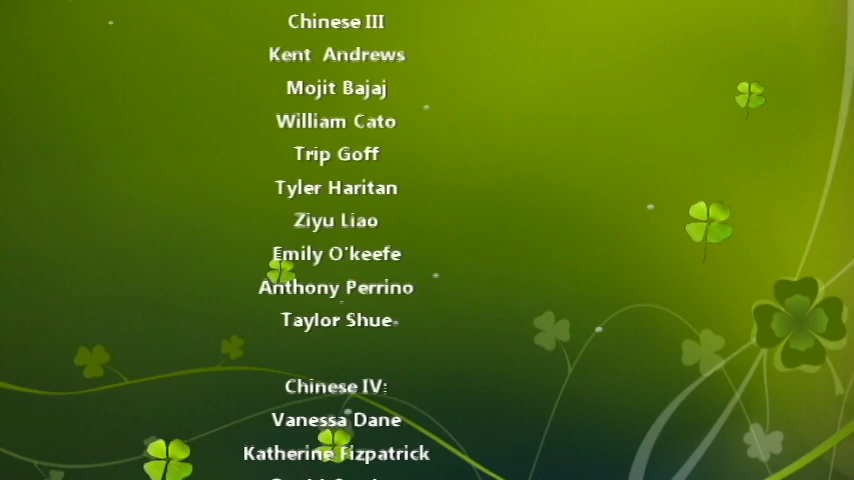 Chinese III
Kent Andrews
Mojit Bajaj
William Cato
Trip Goff
Tyler Haritan
Ziyu Liao
Emily O'keefe
Anthony Perrino
Taylor Shue
Chinese IV:
Vanessa Dane
Katherine Fizpatrick